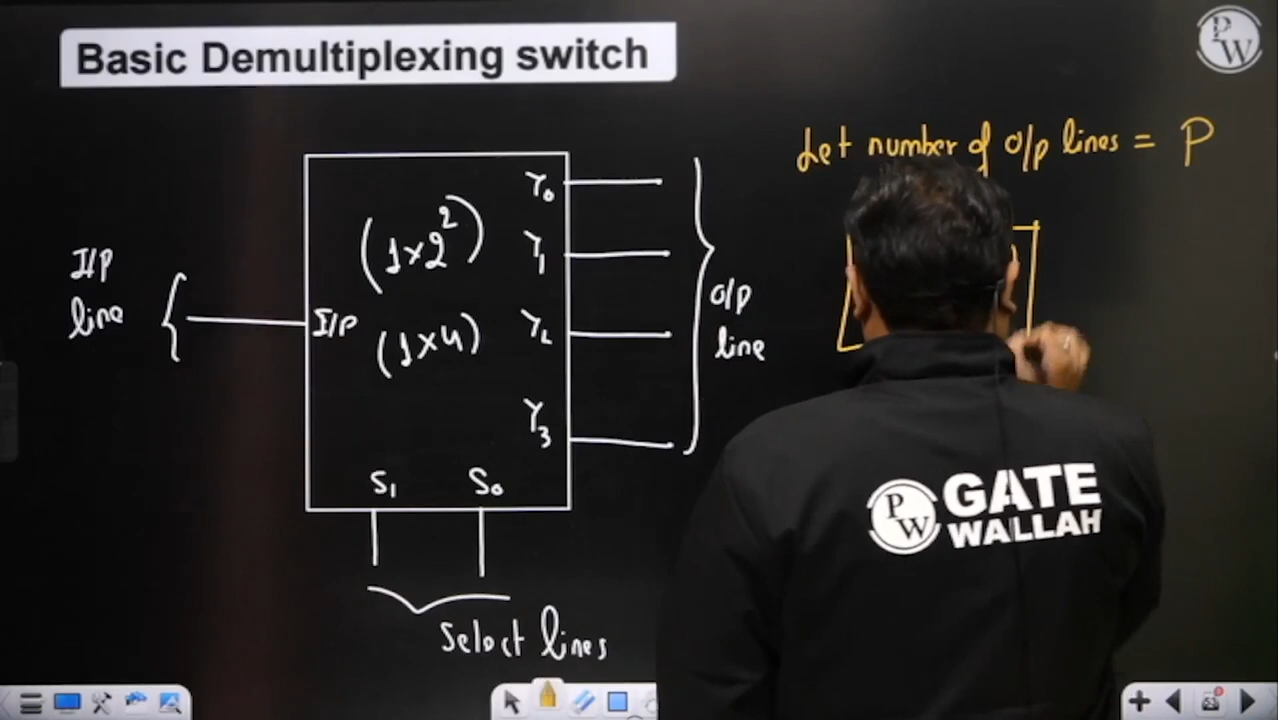 Basic Demultiplexing switch
PW
Let number of O/p lines = P
I/P
line
I/P
(1×2²)
(1×4)
Y0
Y1
Y2
Y3
S1 S0
O/p
line
Select lines
PW GATE
WALLAH